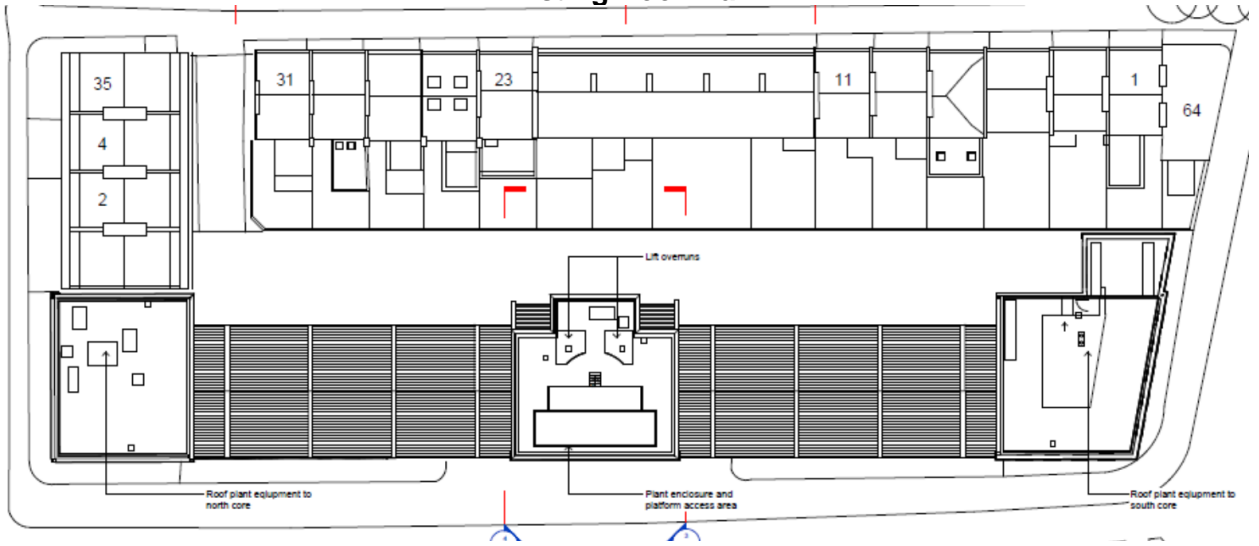 35
31
23
11
1
64
4
2
Lift overruns
Roof plant equipment to
north core
Plant enclosure and
platform access area
Roof plant equipment to
south core